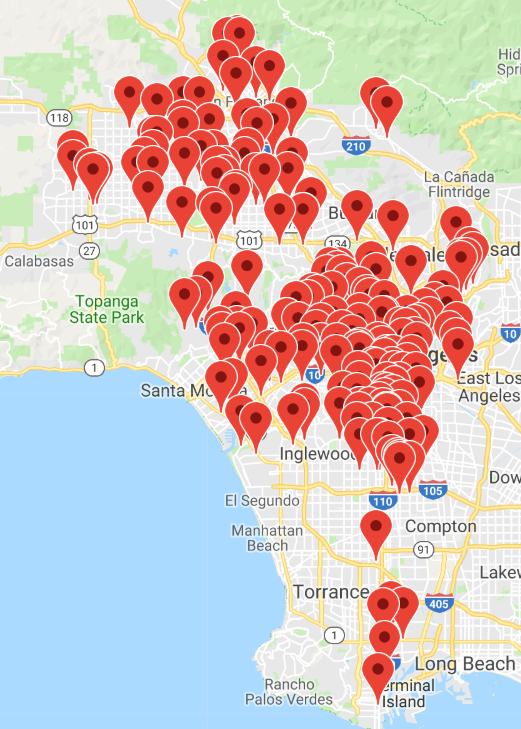 Hid
Spri
118
210
La Cañada
Flintridge
101
101
134
27
Calabasas
Topanga
State Park
10
1
Santa Mo
10
East Los
Angeles
Inglewood
Dow
105
110
El Segundo
Compton
Manhattan
Beach
91
Lakew
Torrance
405
1
Long Beach
Rancho
Palos Verdes
erminal
Island